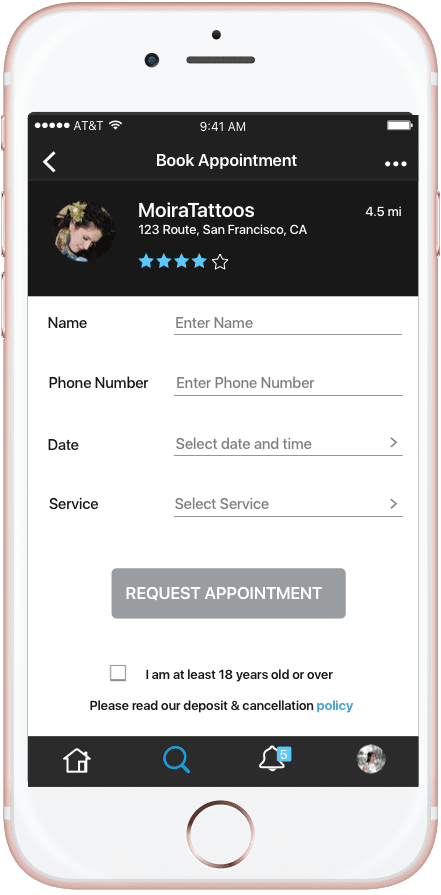 AT&T 9:41 AM
Book Appointment
MoiraTattoos 4.5 mi
123 Route, San Francisco, CA
Name Enter Name
Phone Number Enter Phone Number
Date Select date and time
Service Select Service
REQUEST APPOINTMENT
I am at least 18 years old or over
Please read our deposit & cancellation policy
5